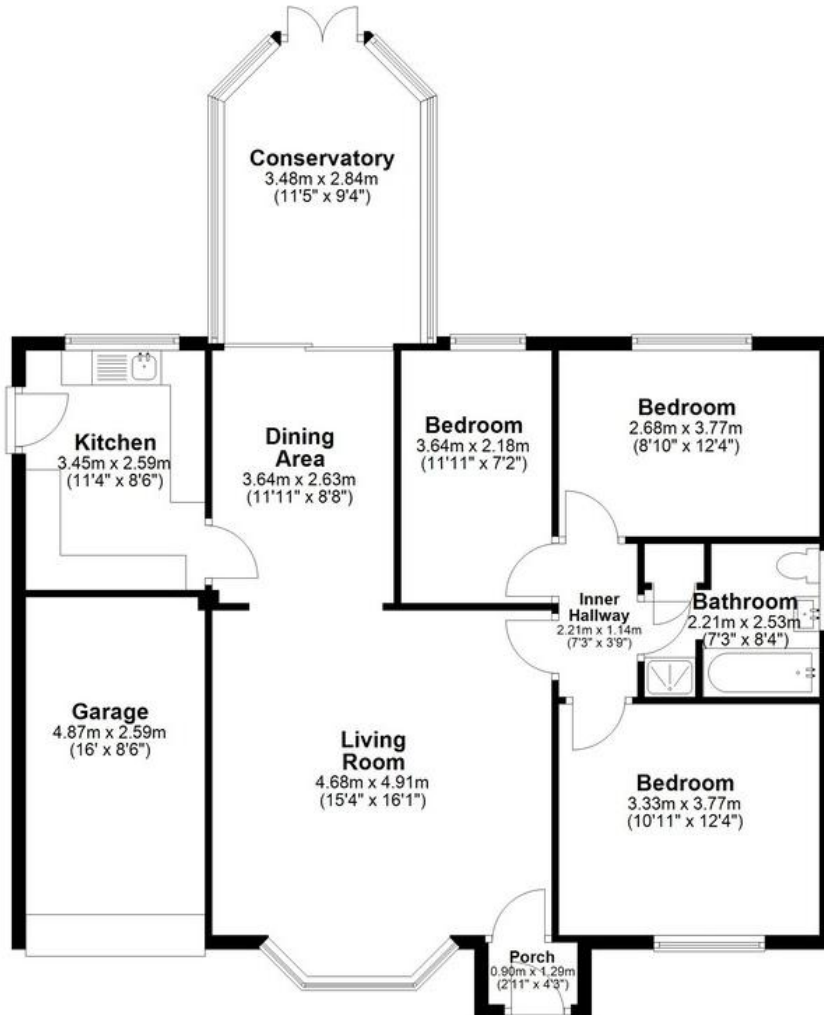 Conservatory
3.48m x 2.84m
(11'5" x 9'4")
Kitchen
3.45m x 2.59m
(11'4" x 8'6")
Dining
Area
3.64m x 2.63m
(11'11" x 8'8")
Bedroom
3.64m x 2.18m
(11'11" x 7'2")
Bedroom
2.68m x 3.77m
(8'10" x 12'4")
Inner
Hallway
2.21m x 1.14m
(7'3" x 3'9")
Bathroom
2.21m x 2.53m
(7'3" x 8'4")
Garage
4.87m x 2.59m
(16' x 8'6")
Living
Room
4.68m x 4.91m
(15'4" x 16'1")
Bedroom
3.33m x 3.77m
(10'11" x 12'4")
Porch
0.90m x 1.29m
(2'11" x 4'3")